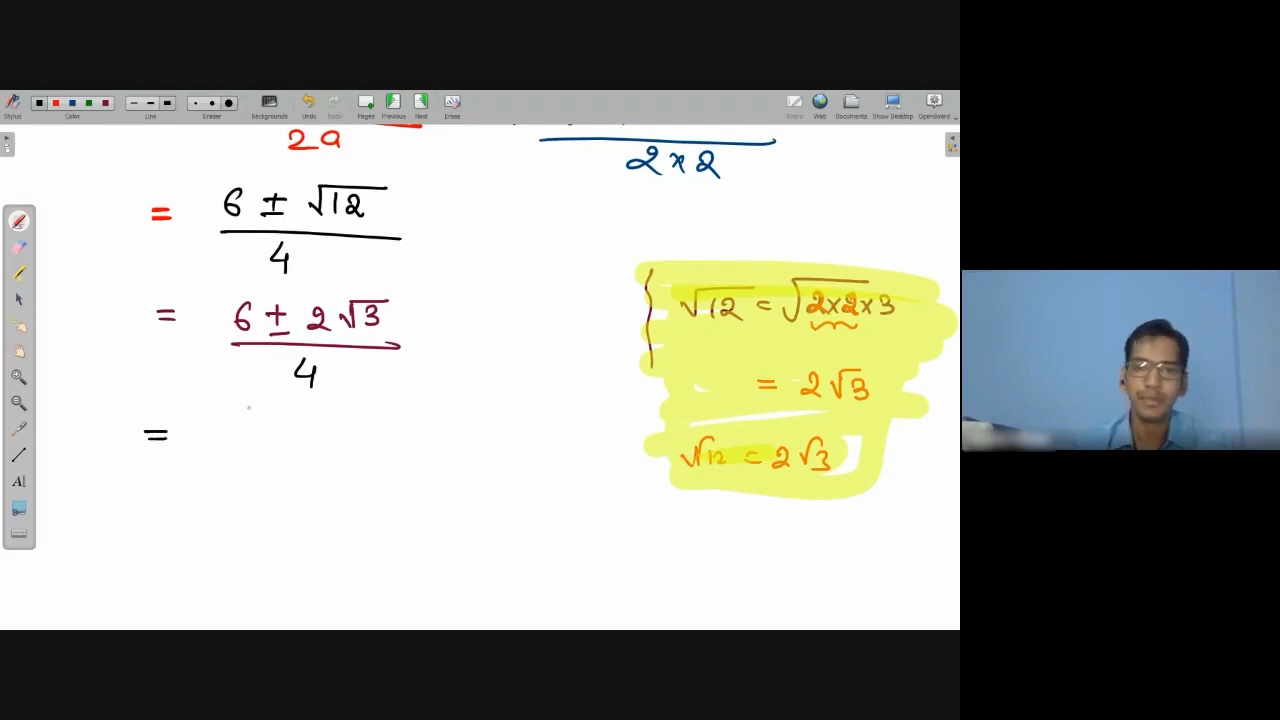 Stylus Color Line Eraser Backgrounds Undo Redo Pages Previous Next Erase Board Web Documents Show Desktop OpenBoard
2a
2 × 2
= 6 ± √12
4
= 6 ± 2√3
4
=
√12 = √2×2×3
= 2√3
√12 = 2√3
AI